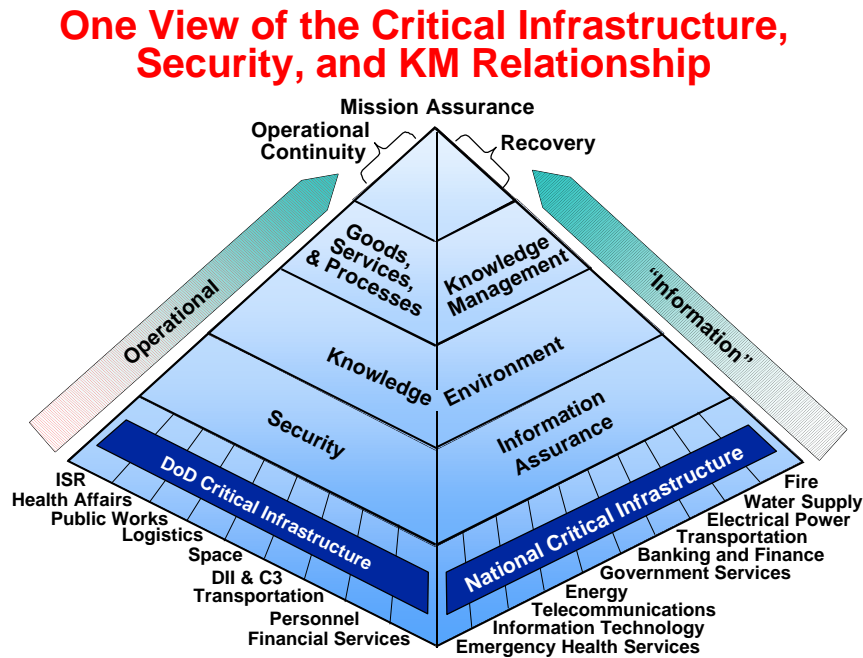 One View of the Critical Infrastructure,
Security, and KM Relationship
Mission Assurance
Operational
Continuity
Recovery
Goods,
Services,
& Processes
Knowledge
Management
Operational
“Information”
Knowledge
Environment
Security
Information
Assurance
DoD Critical Infrastructure
National Critical Infrastructure
ISR
Health Affairs
Public Works
Logistics
Space
DII & C3
Transportation
Personnel
Financial Services
Fire
Water Supply
Electrical Power
Transportation
Banking and Finance
Government Services
Energy
Telecommunications
Information Technology
Emergency Health Services